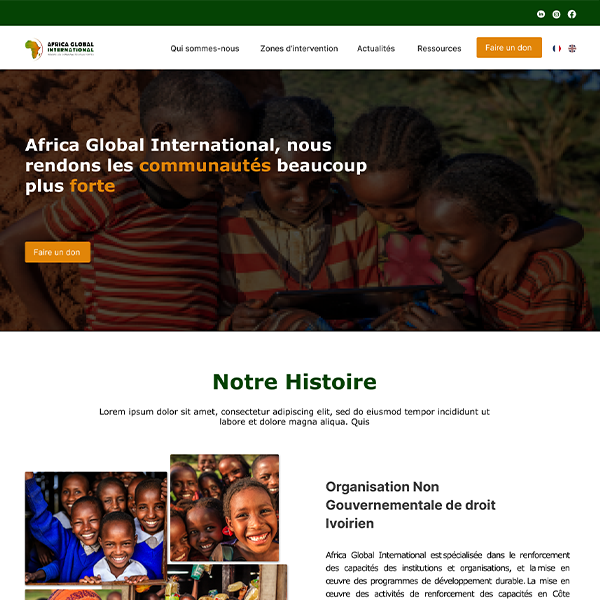 AFRICA GLOBAL
INTERNATIONAL
Qui sommes-nous
Zones d'intervention
Actualités
Ressources
Faire un don
Africa Global International, nous
rendons les communautés beaucoup
plus forte
Faire un don
Notre Histoire
Lorem ipsum dolor sit amet, consectetur adipiscing elit, sed do eiusmod tempor incididunt ut
labore et dolore magna aliqua. Quis
Organisation Non
Gouvernementale de droit
Ivoirien
Africa Global International est spécialisée dans le renforcement
des capacités des institutions et organisations, et la mise en
œuvre des programmes de développement durable. La mise en
œuvre des activités de renforcement des capacités en Côte